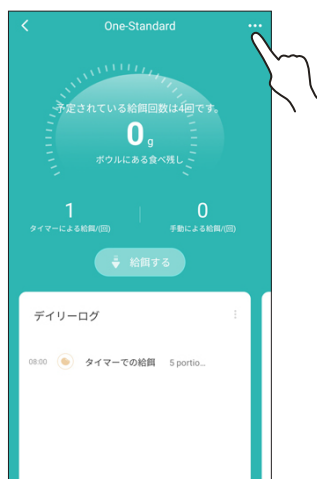 One-Standard
予定されている給餌回数は4回です。
0g
ボウルにある食べ残し
1
タイマーによる給餌/(回)
0
手動による給餌/(回)
給餌する
デイリーログ
08:00 タイマーでの給餌 5 portio...